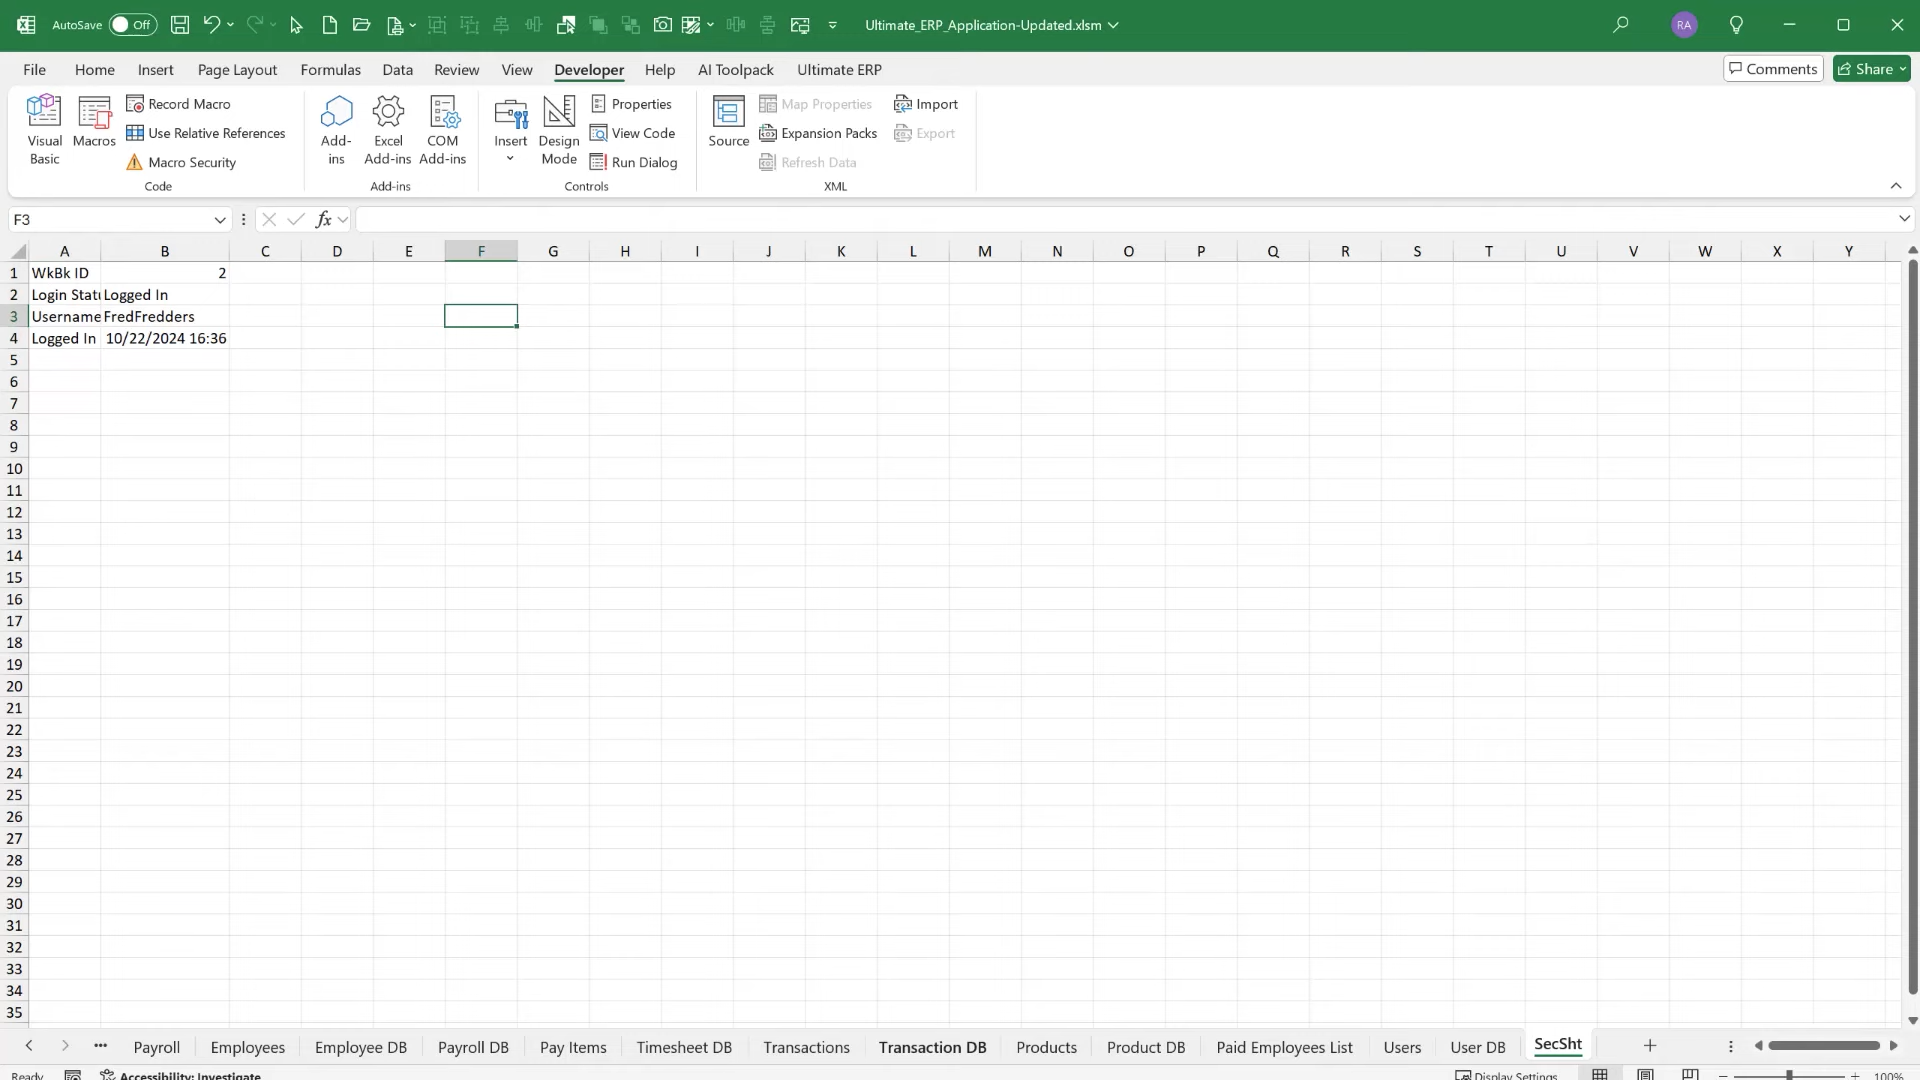 AutoSave Off Ultimate_ERP_Application-Updated.xlsm RA
File Home Insert Page Layout Formulas Data Review View Developer Help AI Toolpack Ultimate ERP Comments Share
Visual Basic
Macros
Record Macro
Use Relative References
Macro Security
Code
Add-ins
Excel Add-ins
COM Add-ins
Add-ins
Insert
Design Mode
Properties
View Code
Run Dialog
Controls
Source
Map Properties
Expansion Packs
Refresh Data
Import
Export
XML
F3 fx
A B C D E F G H I J K L M N O P Q R S T U V W X Y
1 WkBk ID 2
2 Login Statu Logged In
3 Username FredFredders
4 Logged In 10/22/2024 16:36
5
6
7
8
9
10
11
12
13
14
15
16
17
18
19
20
21
22
23
24
25
26
27
28
29
30
31
32
33
34
35
Payroll Employees Employee DB Payroll DB Pay Items Timesheet DB Transactions Transaction DB Products Product DB Paid Employees List Users User DB SecSht
Ready Accessibility: Investigate Display Settings 100%